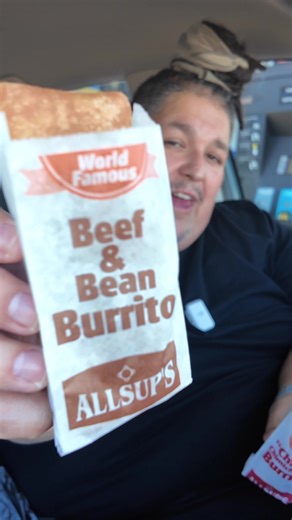 World
Famous
Beef
&
Bean
Burrito
ALLSUP'S